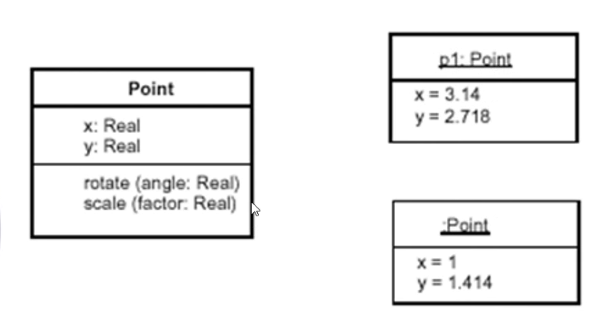 Point
x: Real
y: Real
rotate (angle: Real)
scale (factor: Real)
p1: Point
x = 3.14
y = 2.718
:Point
x = 1
y = 1.414